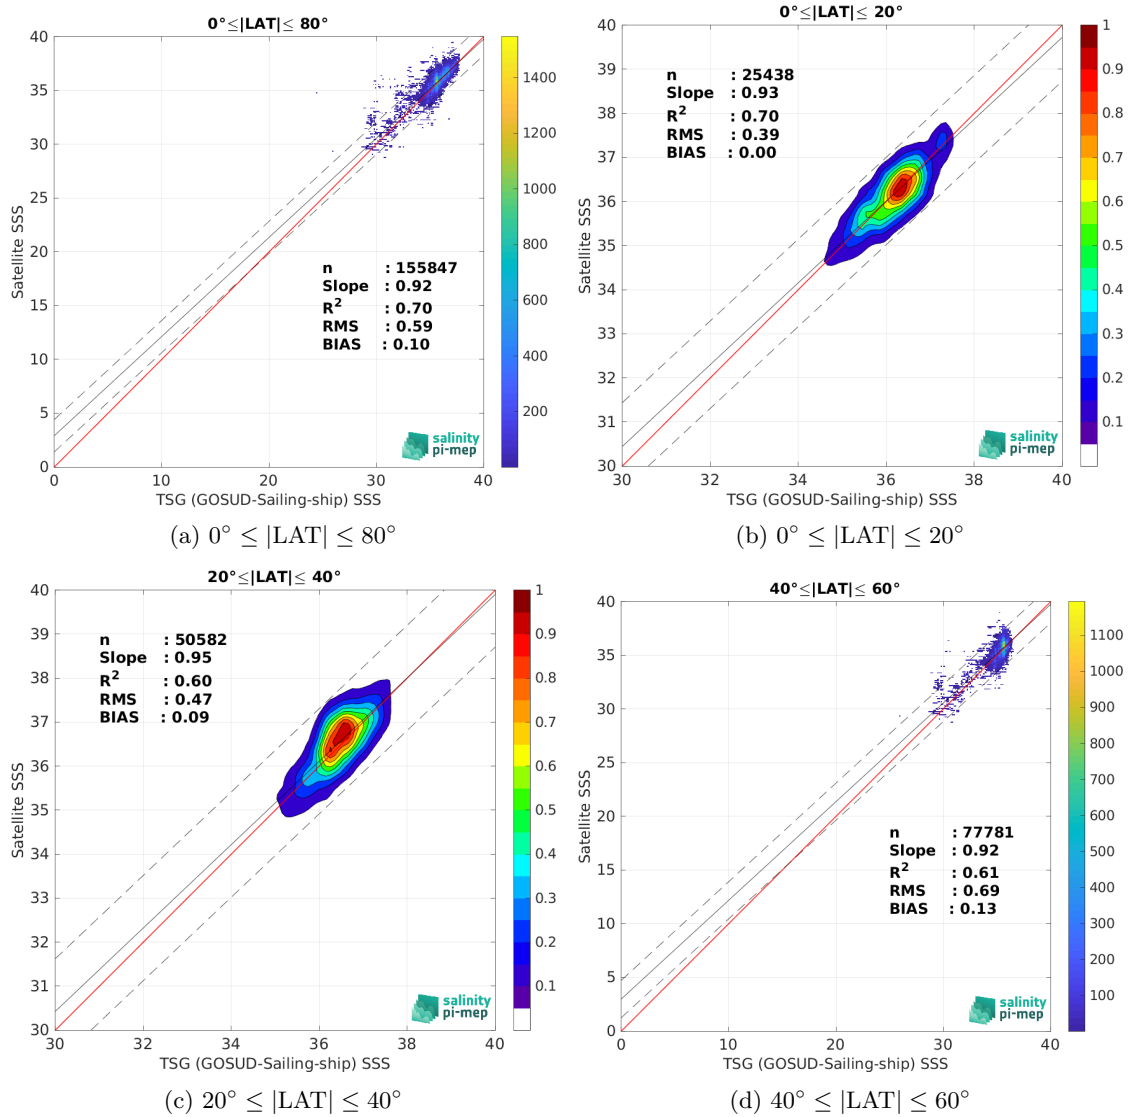 0°≤|LAT|≤ 80°
40
35
30
25
20
15
10
5
0
Satellite SSS
n : 155847
Slope : 0.92
R² : 0.70
RMS : 0.59
BIAS : 0.10
salinity
pi-mep
0 10 20 30 40
TSG (GOSUD-Sailing-ship) SSS
1400
1200
1000
800
600
400
200
(a) 0° ≤ |LAT| ≤ 80°
0°≤|LAT|≤ 20°
40
39
38
37
36
35
34
33
32
31
30
Satellite SSS
n : 25438
Slope : 0.93
R² : 0.70
RMS : 0.39
BIAS : 0.00
salinity
pi-mep
30 32 34 36 38 40
TSG (GOSUD-Sailing-ship) SSS
1
0.9
0.8
0.7
0.6
0.5
0.4
0.3
0.2
0.1
(b) 0° ≤ |LAT| ≤ 20°
20°≤|LAT|≤ 40°
40
39
38
37
36
35
34
33
32
31
30
Satellite SSS
n : 50582
Slope : 0.95
R² : 0.60
RMS : 0.47
BIAS : 0.09
salinity
pi-mep
30 32 34 36 38 40
TSG (GOSUD-Sailing-ship) SSS
1
0.9
0.8
0.7
0.6
0.5
0.4
0.3
0.2
0.1
(c) 20° ≤ |LAT| ≤ 40°
40°≤|LAT|≤ 60°
40
35
30
25
20
15
10
5
0
Satellite SSS
n : 77781
Slope : 0.92
R² : 0.61
RMS : 0.69
BIAS : 0.13
salinity
pi-mep
0 10 20 30 40
TSG (GOSUD-Sailing-ship) SSS
1100
1000
900
800
700
600
500
400
300
200
100
(d) 40° ≤ |LAT| ≤ 60°